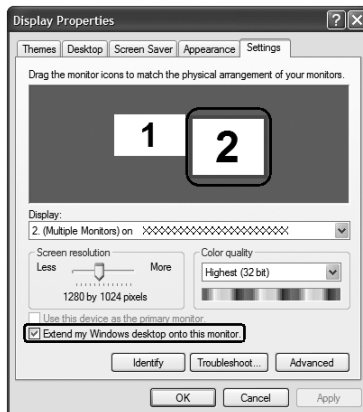 Display Properties
Themes Desktop Screen Saver Appearance Settings
Drag the monitor icons to match the physical arrangement of your monitors.
1 2
Display:
2. (Multiple Monitors) on XXXXXXXXXXXXXXXXXXXXXXXX
Screen resolution
Less More
1280 by 1024 pixels
Color quality
Highest (32 bit)
Use this device as the primary monitor.
Extend my Windows desktop onto this monitor.
Identify Troubleshoot... Advanced
OK Cancel Apply